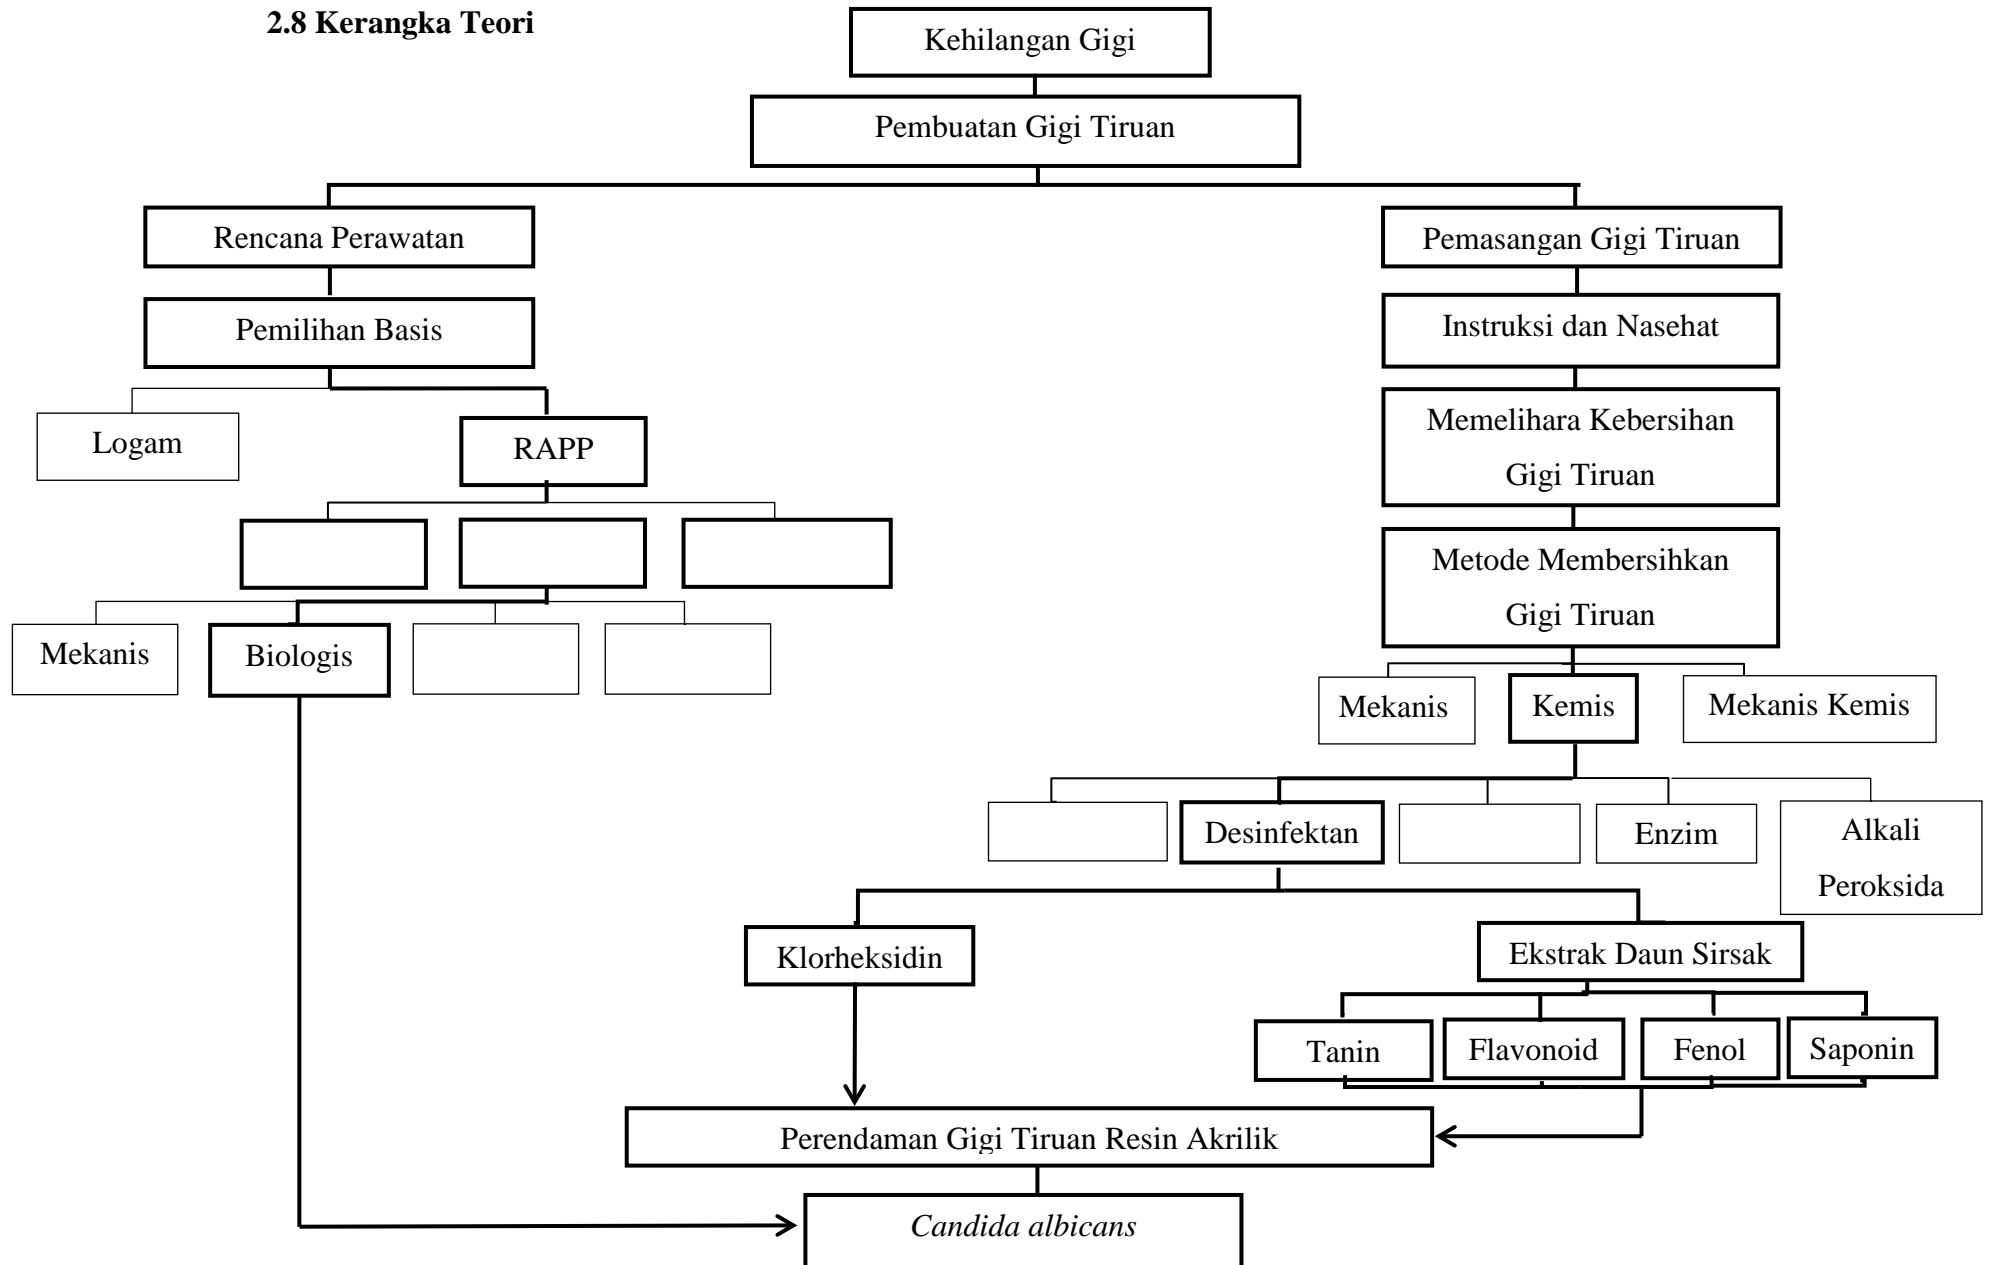 2.8 Kerangka Teori
Kehilangan Gigi
Pembuatan Gigi Tiruan
Rencana Perawatan
Pemasangan Gigi Tiruan
Pemilihan Basis
Instruksi dan Nasehat
Logam
RAPP
Memelihara Kebersihan
Gigi Tiruan
Metode Membersihkan
Gigi Tiruan
Mekanis
Biologis
Mekanis
Kemis
Mekanis Kemis
Desinfektan
Enzim
Alkali
Peroksida
Klorheksidin
Ekstrak Daun Sirsak
Tanin
Flavonoid
Fenol
Saponin
Perendaman Gigi Tiruan Resin Akrilik
Candida albicans